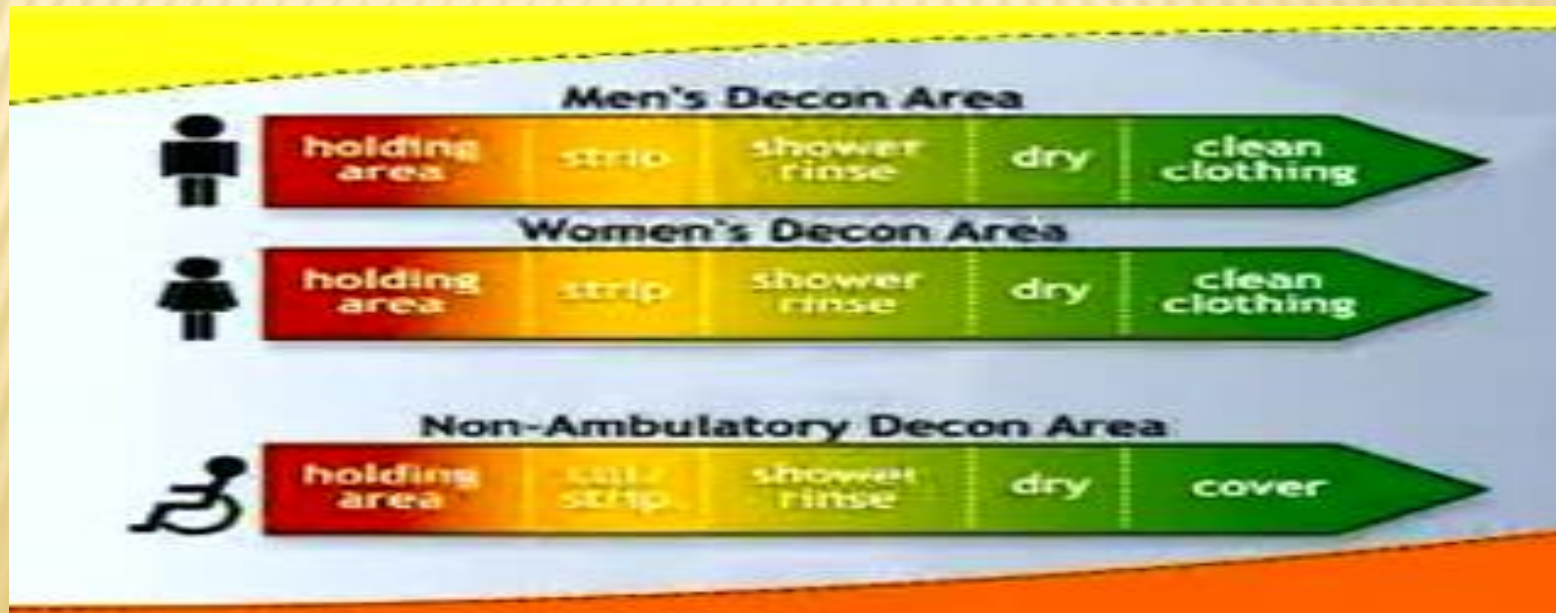 Men's Decon Area
holding area
strip
shower rinse
dry
clean clothing
Women's Decon Area
holding area
strip
shower rinse
dry
clean clothing
Non-Ambulatory Decon Area
holding area
strip
shower rinse
dry
cover